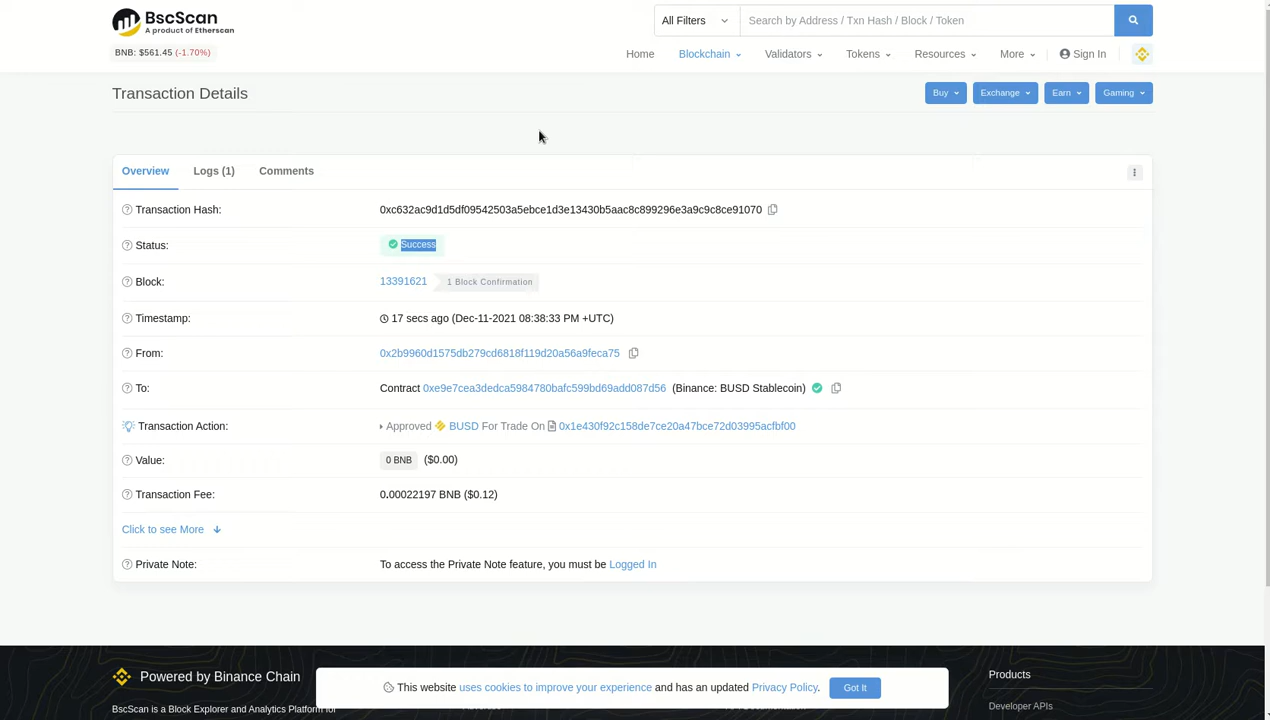 BscScan
A product of Etherscan
BNB: $561.45 (-1.70%)
All Filters
Search by Address / Txn Hash / Block / Token
Home
Blockchain
Validators
Tokens
Resources
More
Sign In
Transaction Details
Buy
Exchange
Earn
Gaming
Overview
Logs (1)
Comments
Transaction Hash: 0xc632ac9d1d5df09542503a5ebce1d3e13430b5aac8c899296e3a9c9c8ce91070
Status: Success
Block: 13391621 1 Block Confirmation
Timestamp: 17 secs ago (Dec-11-2021 08:38:33 PM +UTC)
From: 0x2b9960d1575db279cd6818f119d20a56a9feca75
To: Contract 0xe9e7cea3dedca5984780bafc599bd69add087d56 (Binance: BUSD Stablecoin)
Transaction Action: Approved BUSD For Trade On 0x1e430f92c158de7ce20a47bce72d03995acfbf00
Value: 0 BNB ($0.00)
Transaction Fee: 0.00022197 BNB ($0.12)
Click to see More
Private Note: To access the Private Note feature, you must be Logged In
Powered by Binance Chain
This website uses cookies to improve your experience and has an updated Privacy Policy.
Got It
Products
BscScan is a Block Explorer and Analytics Platform for
Developer APIs